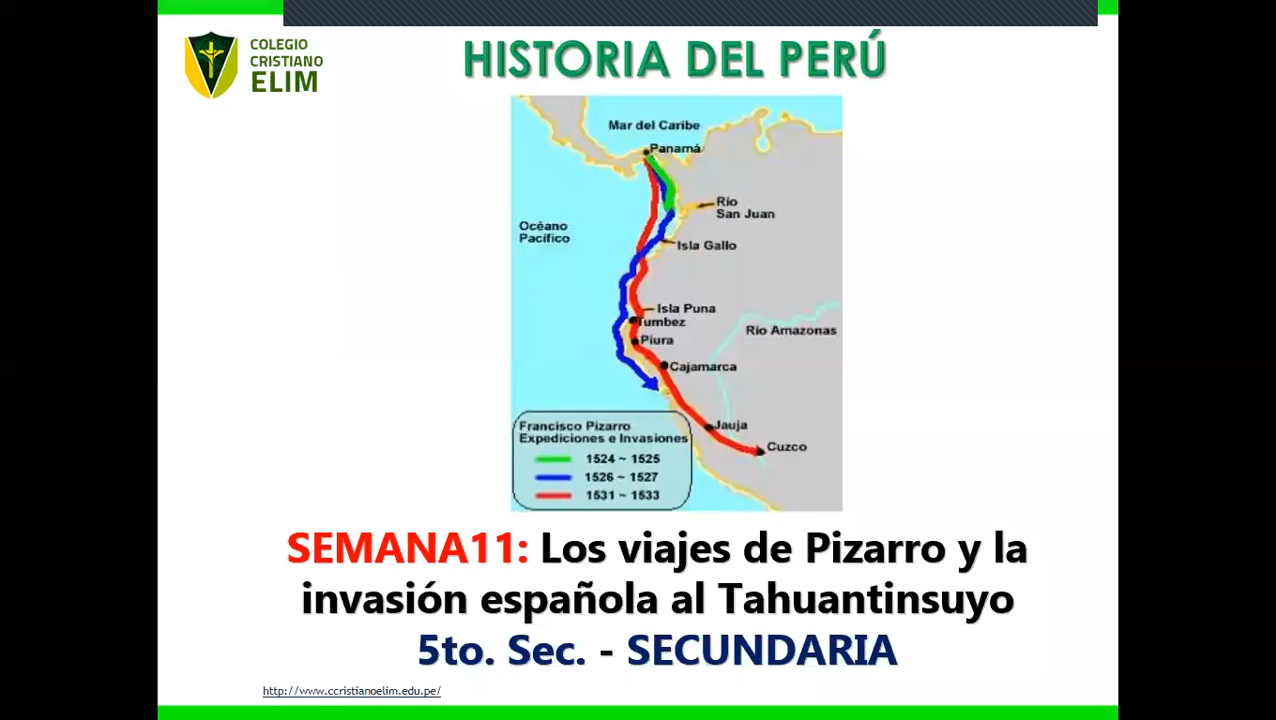 COLEGIO
CRISTIANO
ELIM
HISTORIA DEL PERÚ
Mar del Caribe
Panamá
Río
San Juan
Océano
Pacífico
Isla Gallo
Isla Puna
Tumbez
Río Amazonas
Piura
Cajamarca
Jauja
Cuzco
Francisco Pizarro
Expediciones e Invasiones
1524 ~ 1525
1526 ~ 1527
1531 ~ 1533
SEMANA11: Los viajes de Pizarro y la
invasión española al Tahuantinsuyo
5to. Sec. - SECUNDARIA
http://www.ccristianoelim.edu.pe/